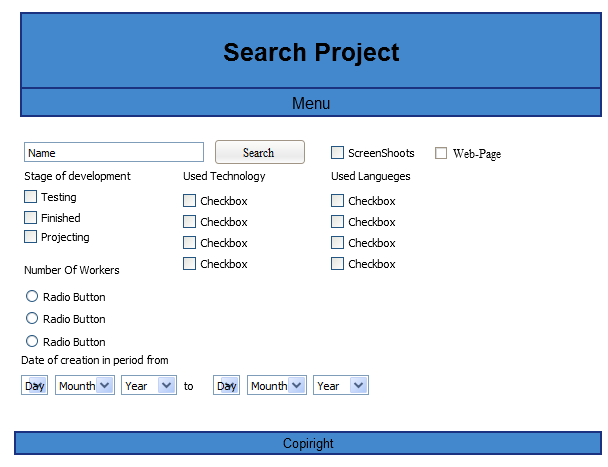 Search Project
Menu
Name Search ScreenShoots Web-Page
Stage of development Used Technology Used Langueges
Testing Checkbox Checkbox
Finished Checkbox Checkbox
Projecting Checkbox Checkbox
Checkbox Checkbox
Number Of Workers
Radio Button
Radio Button
Radio Button
Date of creation in period from
Day Mounth Year to Day Mounth Year
Copiright